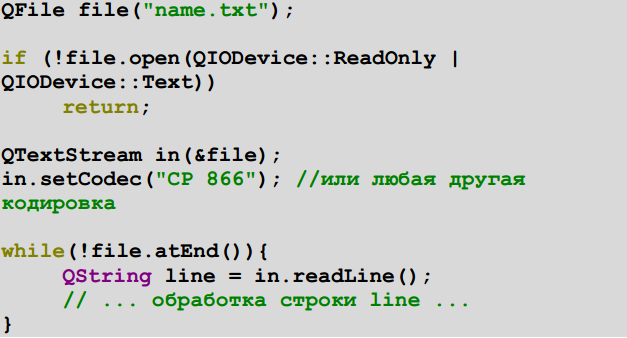 QFile file("name.txt");
if (!file.open(QIODevice::ReadOnly |
QIODevice::Text))
return;
QTextStream in(&file);
in.setCodec("CP 866"); //или любая другая
кодировка
while(!file.atEnd()){
QString line = in.readLine();
// ... обработка строки line ...
}